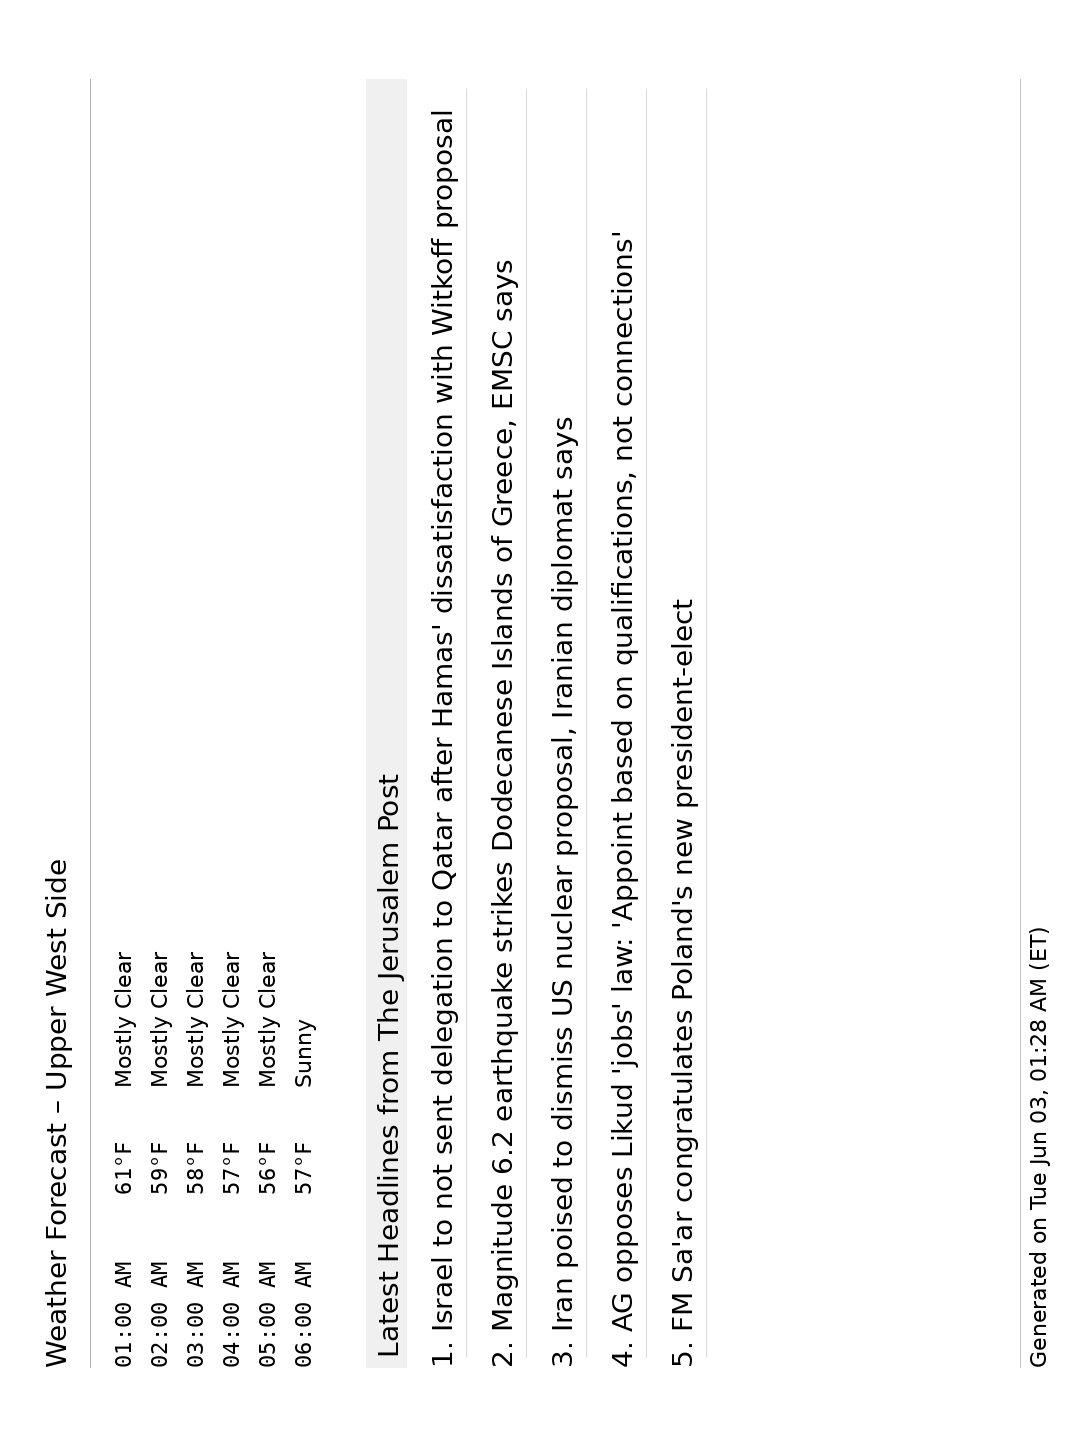 Weather Forecast – Upper West Side
01:00 AM 61°F Mostly Clear
02:00 AM 59°F Mostly Clear
03:00 AM 58°F Mostly Clear
04:00 AM 57°F Mostly Clear
05:00 AM 56°F Mostly Clear
06:00 AM 57°F Sunny
Latest Headlines from The Jerusalem Post
1. Israel to not sent delegation to Qatar after Hamas' dissatisfaction with Witkoff proposal
2. Magnitude 6.2 earthquake strikes Dodecanese Islands of Greece, EMSC says
3. Iran poised to dismiss US nuclear proposal, Iranian diplomat says
4. AG opposes Likud 'jobs' law: 'Appoint based on qualifications, not connections'
5. FM Sa'ar congratulates Poland's new president-elect
Generated on Tue Jun 03, 01:28 AM (ET)